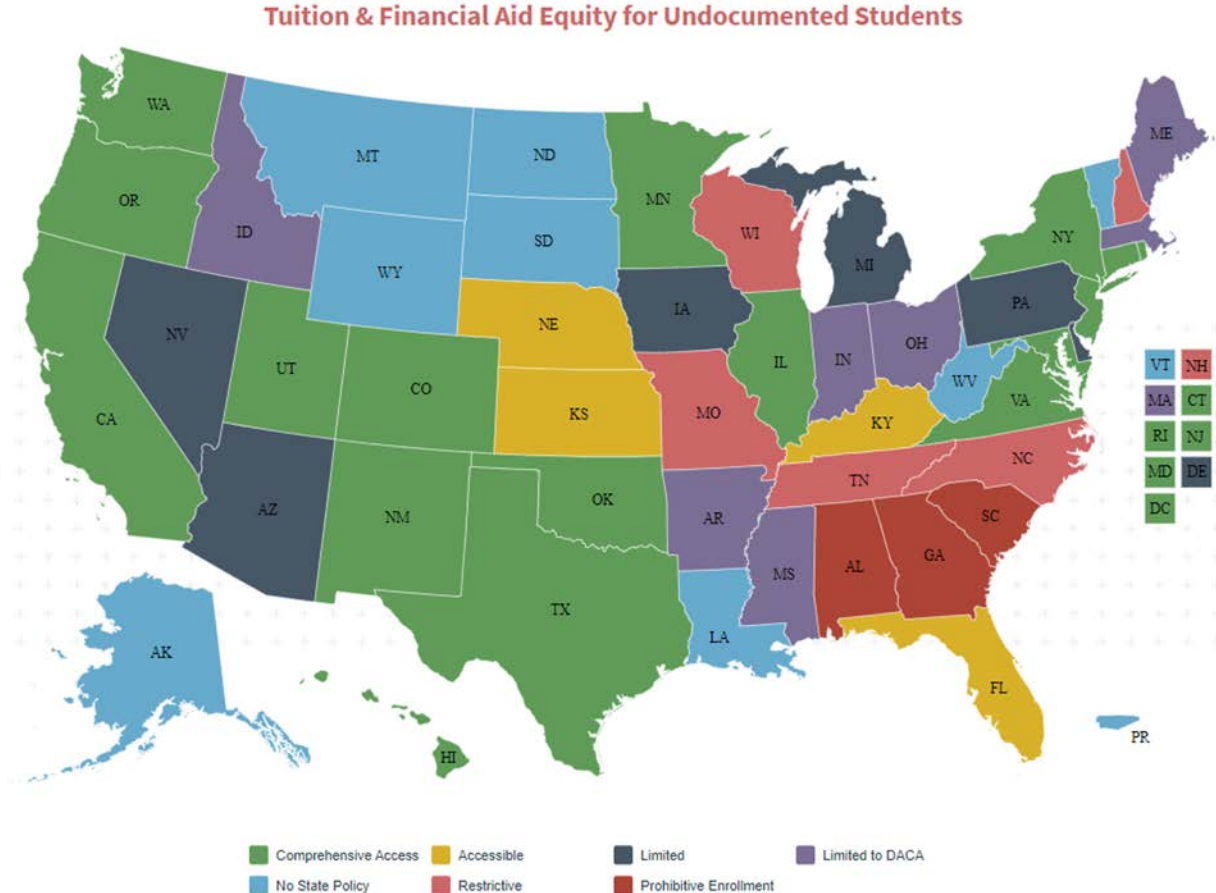 Tuition & Financial Aid Equity for Undocumented Students
WA
MT
ND
MN
ME
OR
ID
SD
WI
NY
WY
MI
NV
NE
IA
PA
UT
CO
IL
IN
OH
VT NH
CA
KS
MO
KY
WV
VA
MA CT
RI NJ
AZ
NM
OK
AR
TN
NC
MD DE
DC
TX
MS
AL
GA
SC
AK
LA
FL
HI
PR
Comprehensive Access Accessible Limited Limited to DACA
No State Policy Restrictive Prohibitive Enrollment